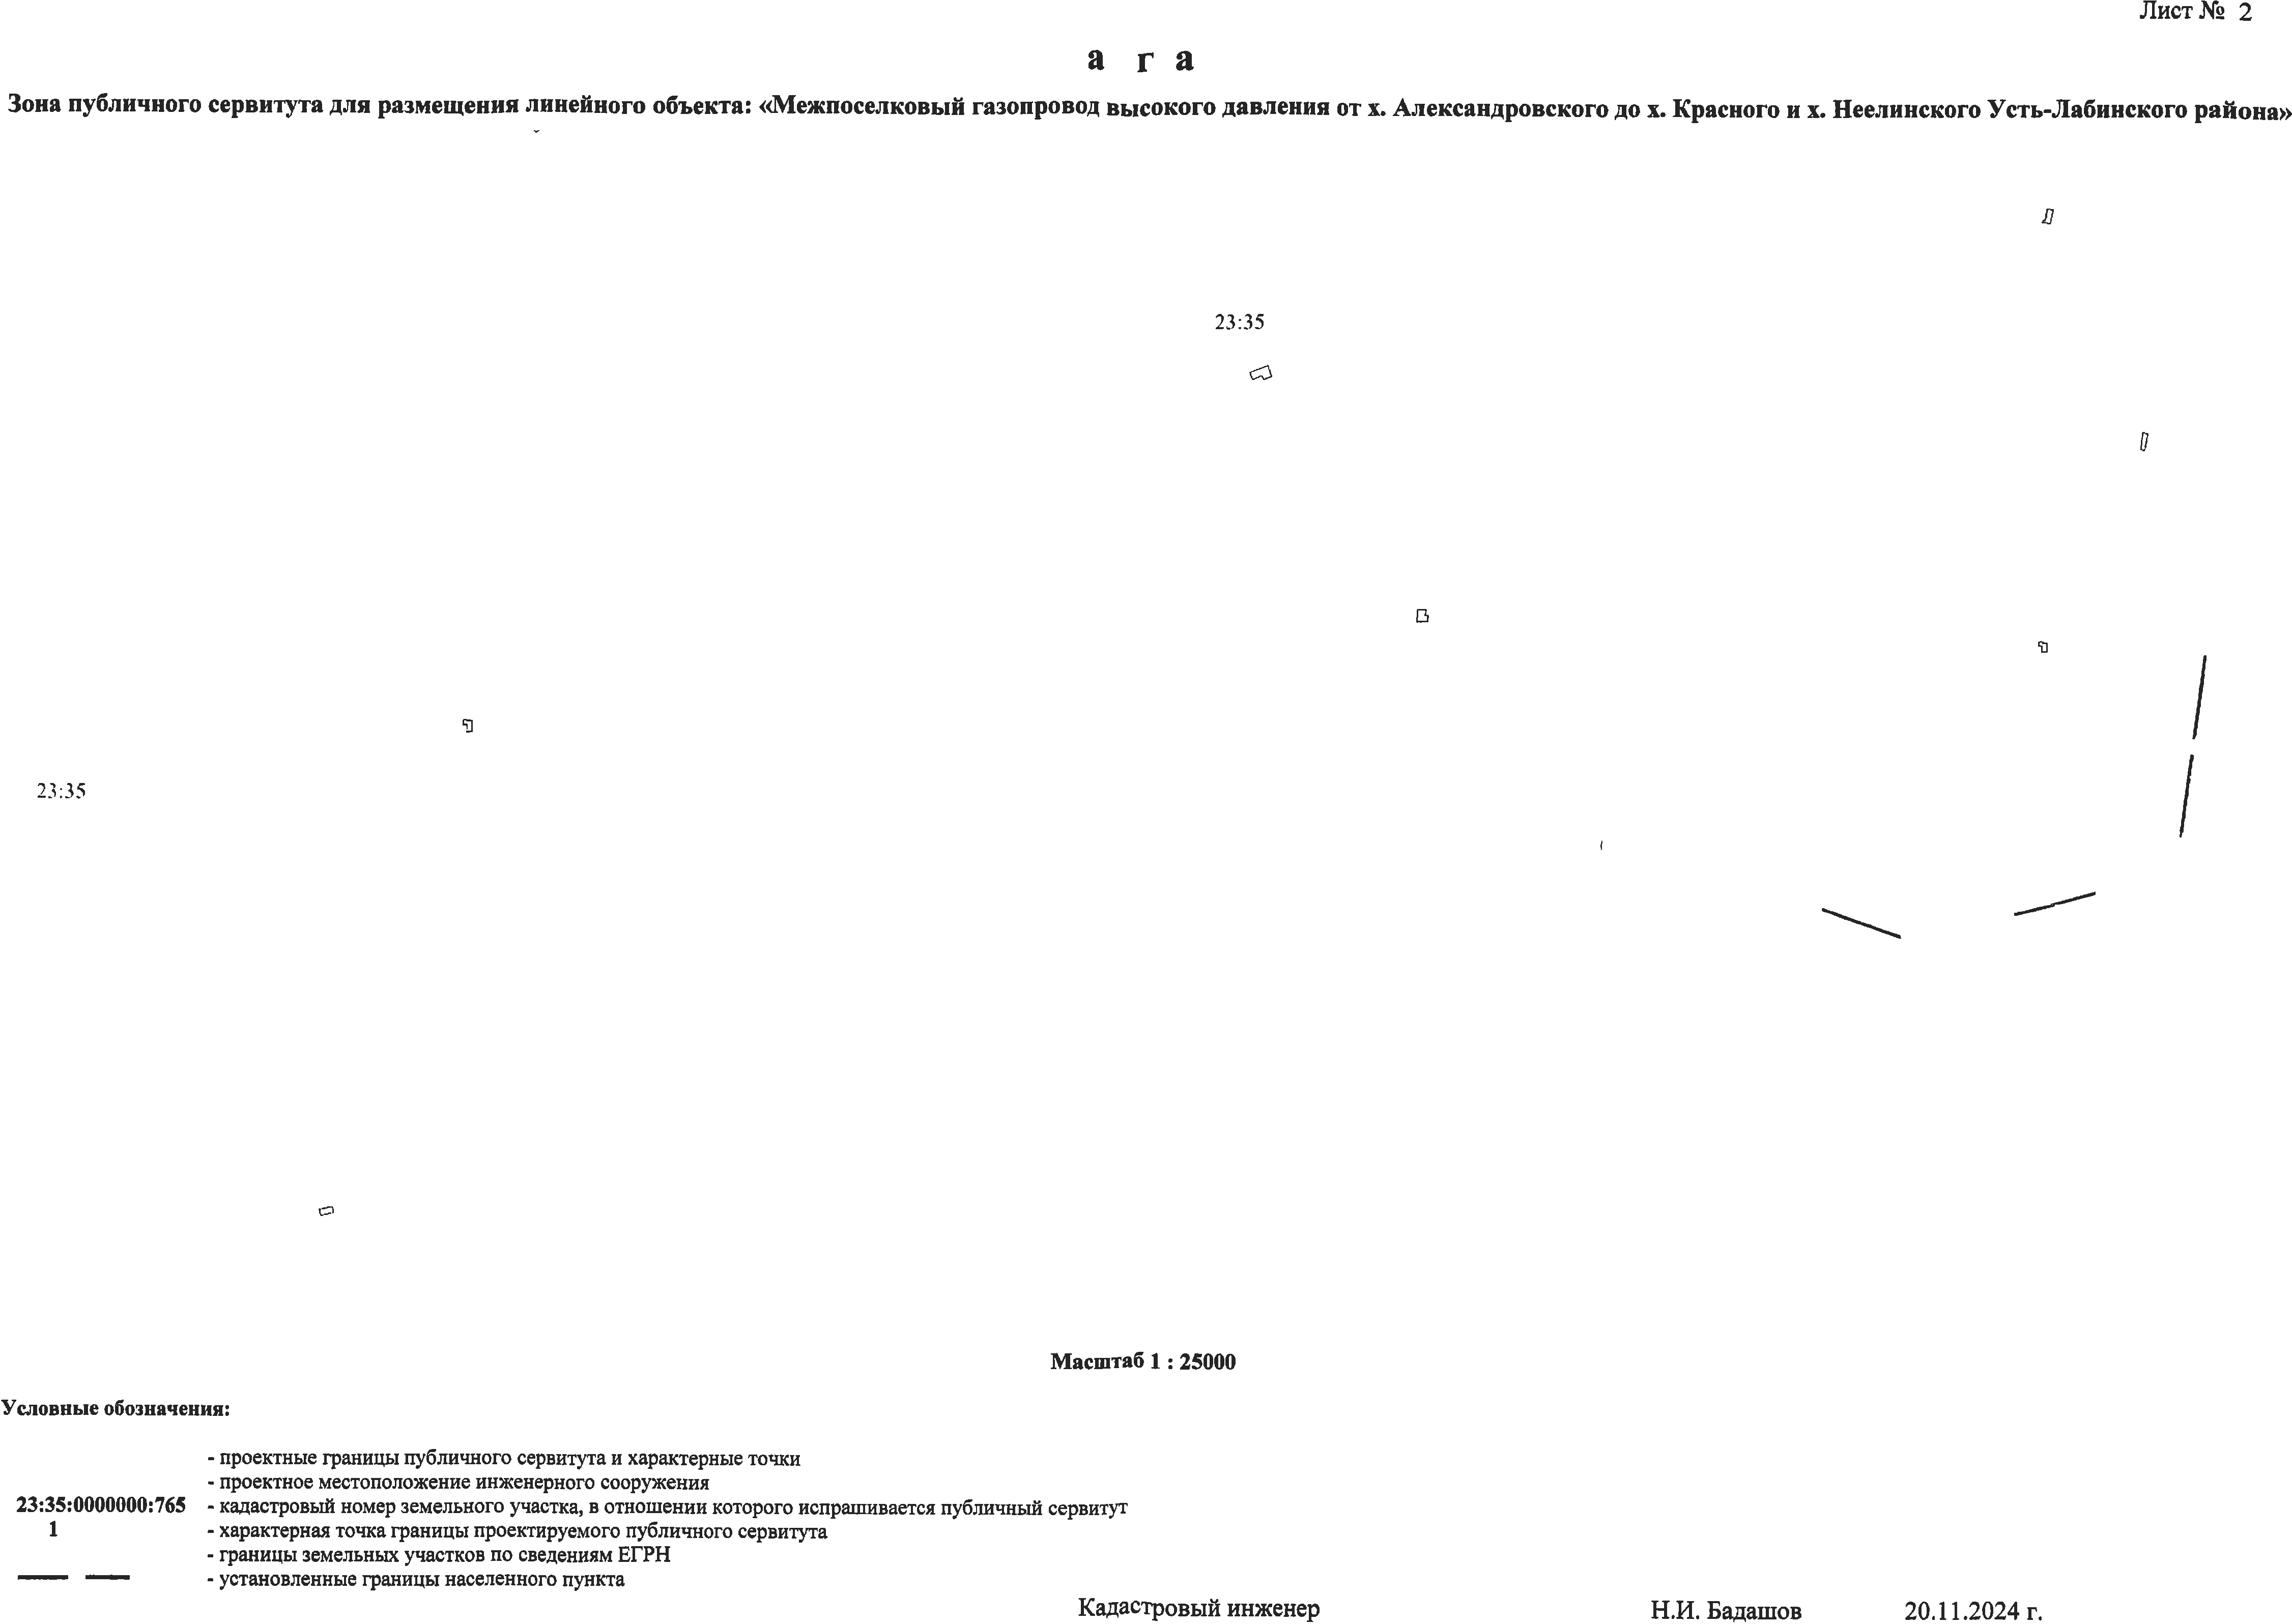 Лист № 2
а г а
Зона публичного сервитута для размещения линейного объекта: «Межпоселковый газопровод высокого давления от х. Александровского до х. Красного и х. Неелинского Усть-Лабинского района»
23:35
23:35
Масштаб 1 : 25000
Условные обозначения:
- проектные границы публичного сервитута и характерные точки
- проектное местоположение инженерного сооружения
23:35:0000000:765 - кадастровый номер земельного участка, в отношении которого испрашивается публичный сервитут
1 - характерная точка границы проектируемого публичного сервитута
- границы земельных участков по сведениям ЕГРН
- установленные границы населенного пункта
Кадастровый инженер Н.И. Бадашов 20.11.2024 г.